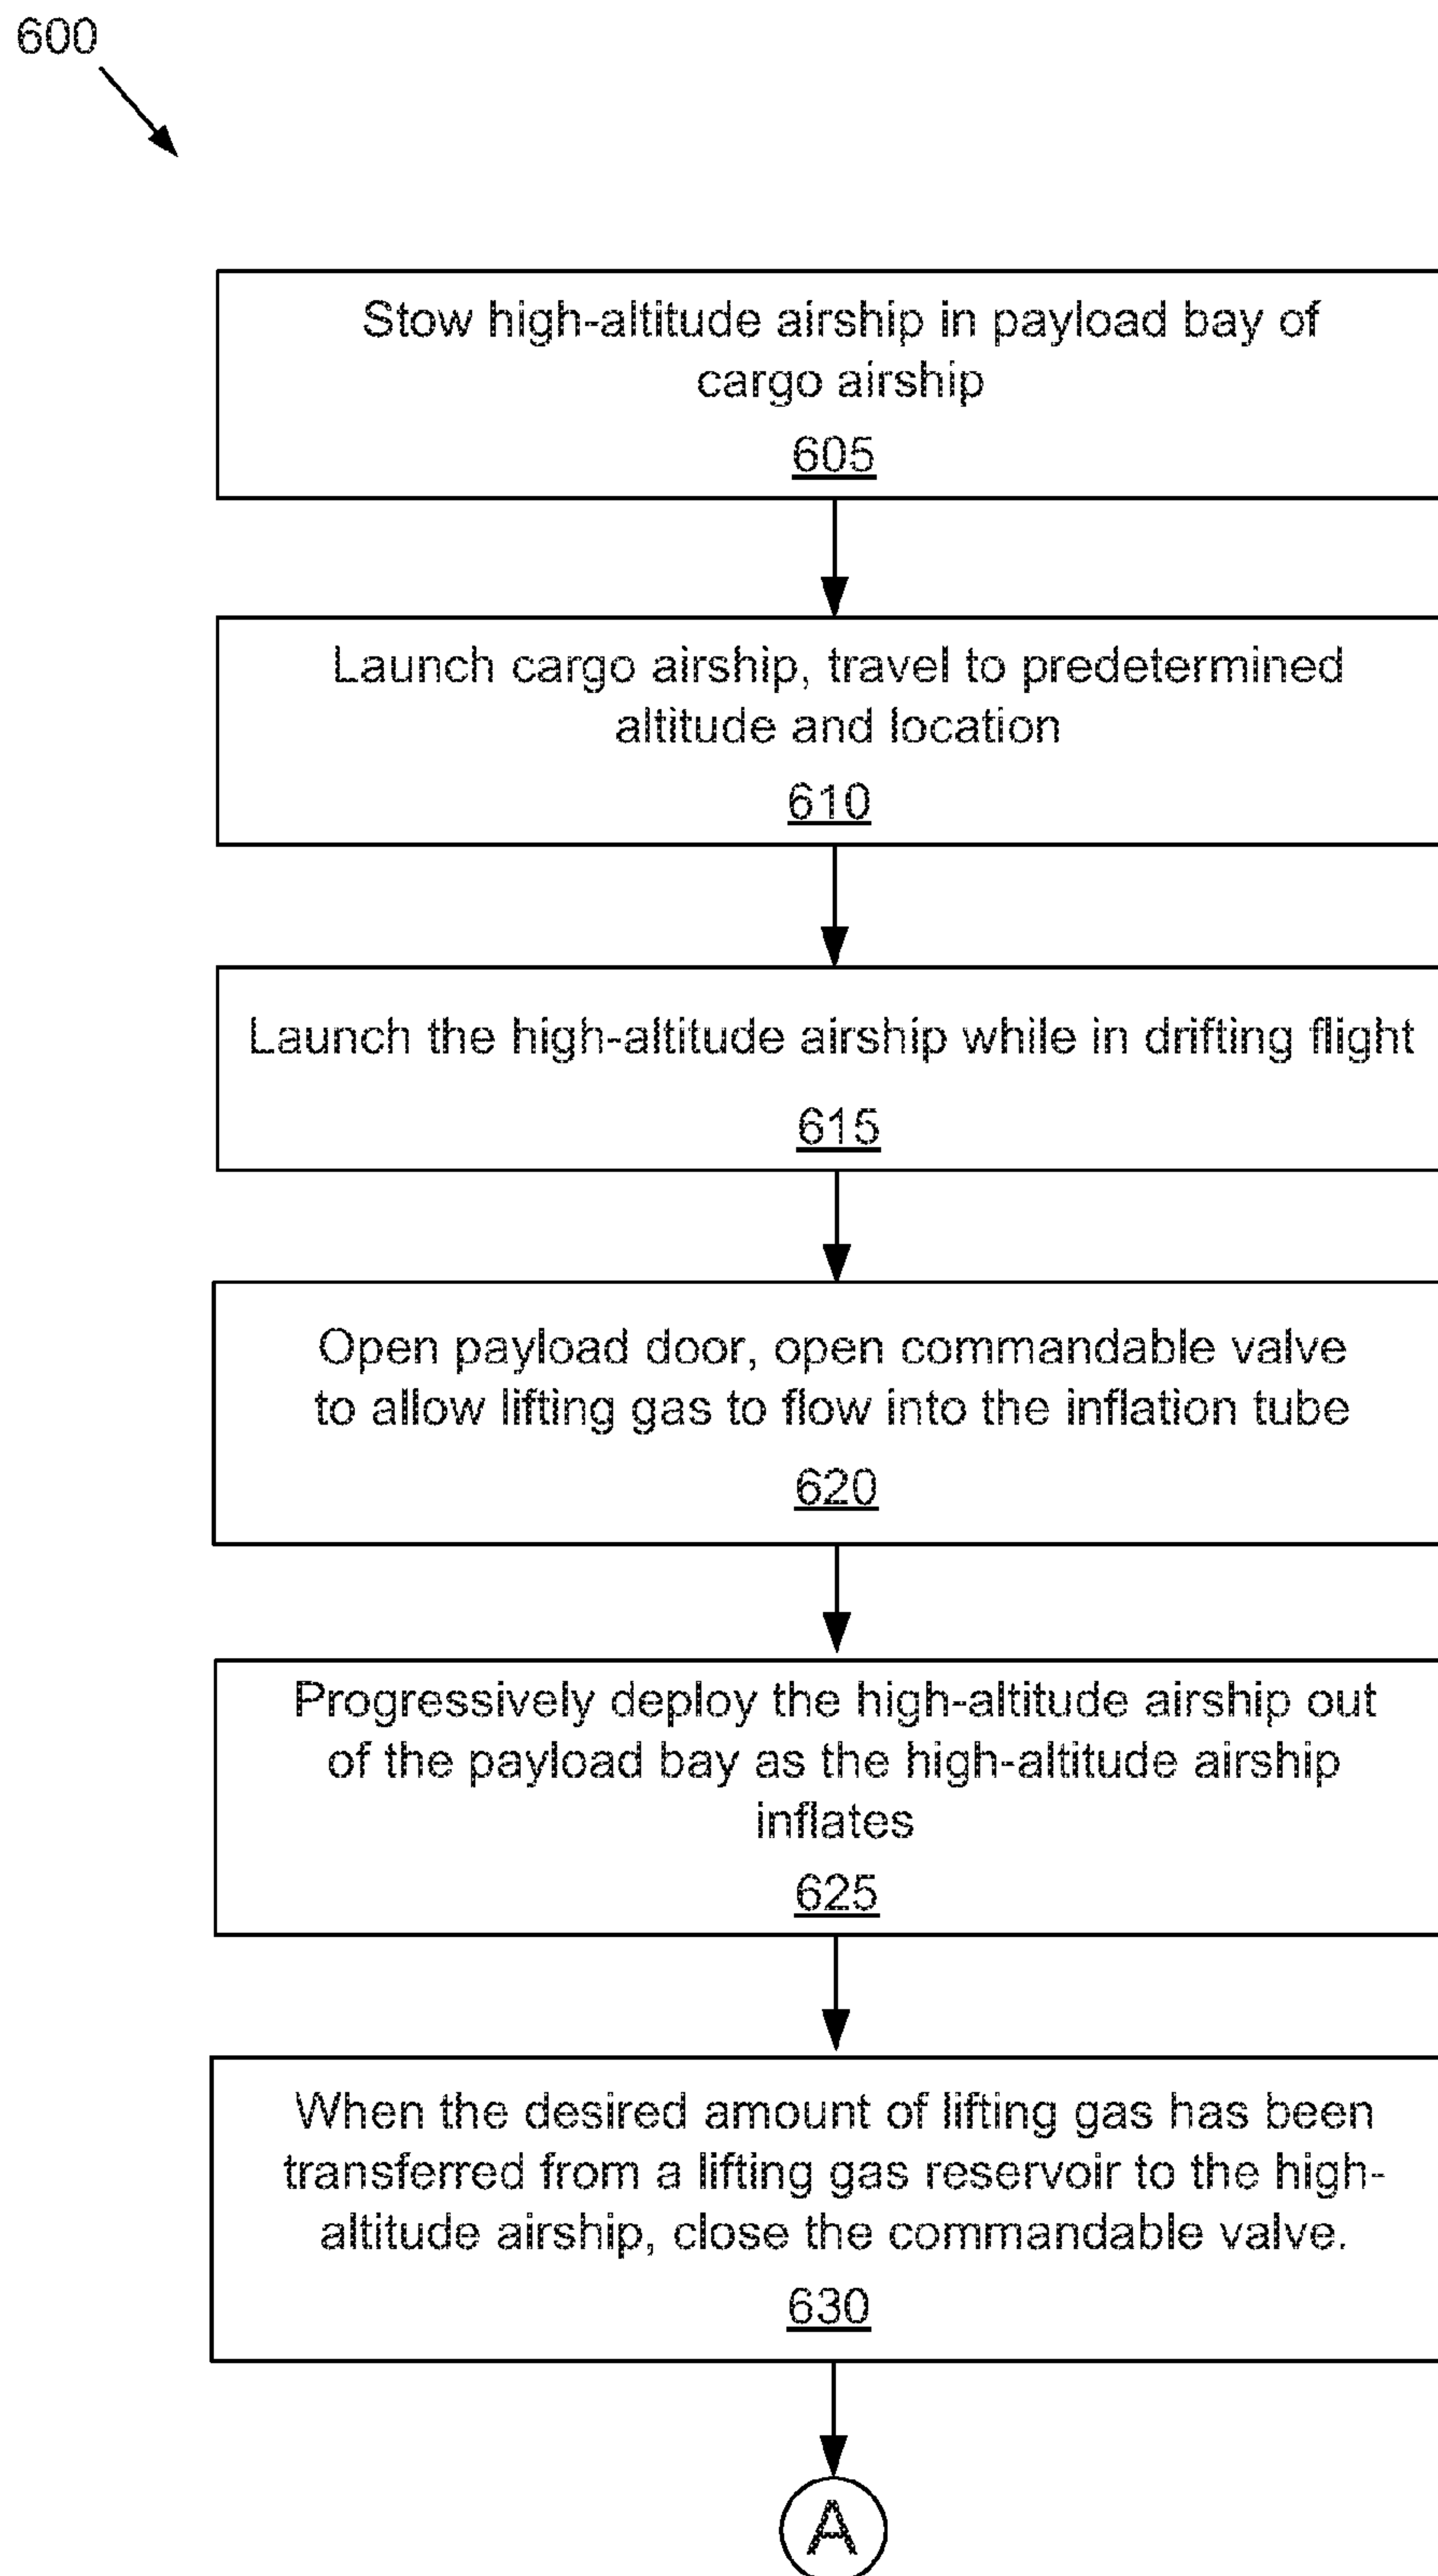 600
Stow high-altitude airship in payload bay of
cargo airship
605
Launch cargo airship, travel to predetermined
altitude and location
610
Launch the high-altitude airship while in drifting flight
615
Open payload door, open commandable valve
to allow lifting gas to flow into the inflation tube
620
Progressively deploy the high-altitude airship out
of the payload bay as the high-altitude airship
inflates
625
When the desired amount of lifting gas has been
transferred from a lifting gas reservoir to the high-
altitude airship, close the commandable valve.
630
A